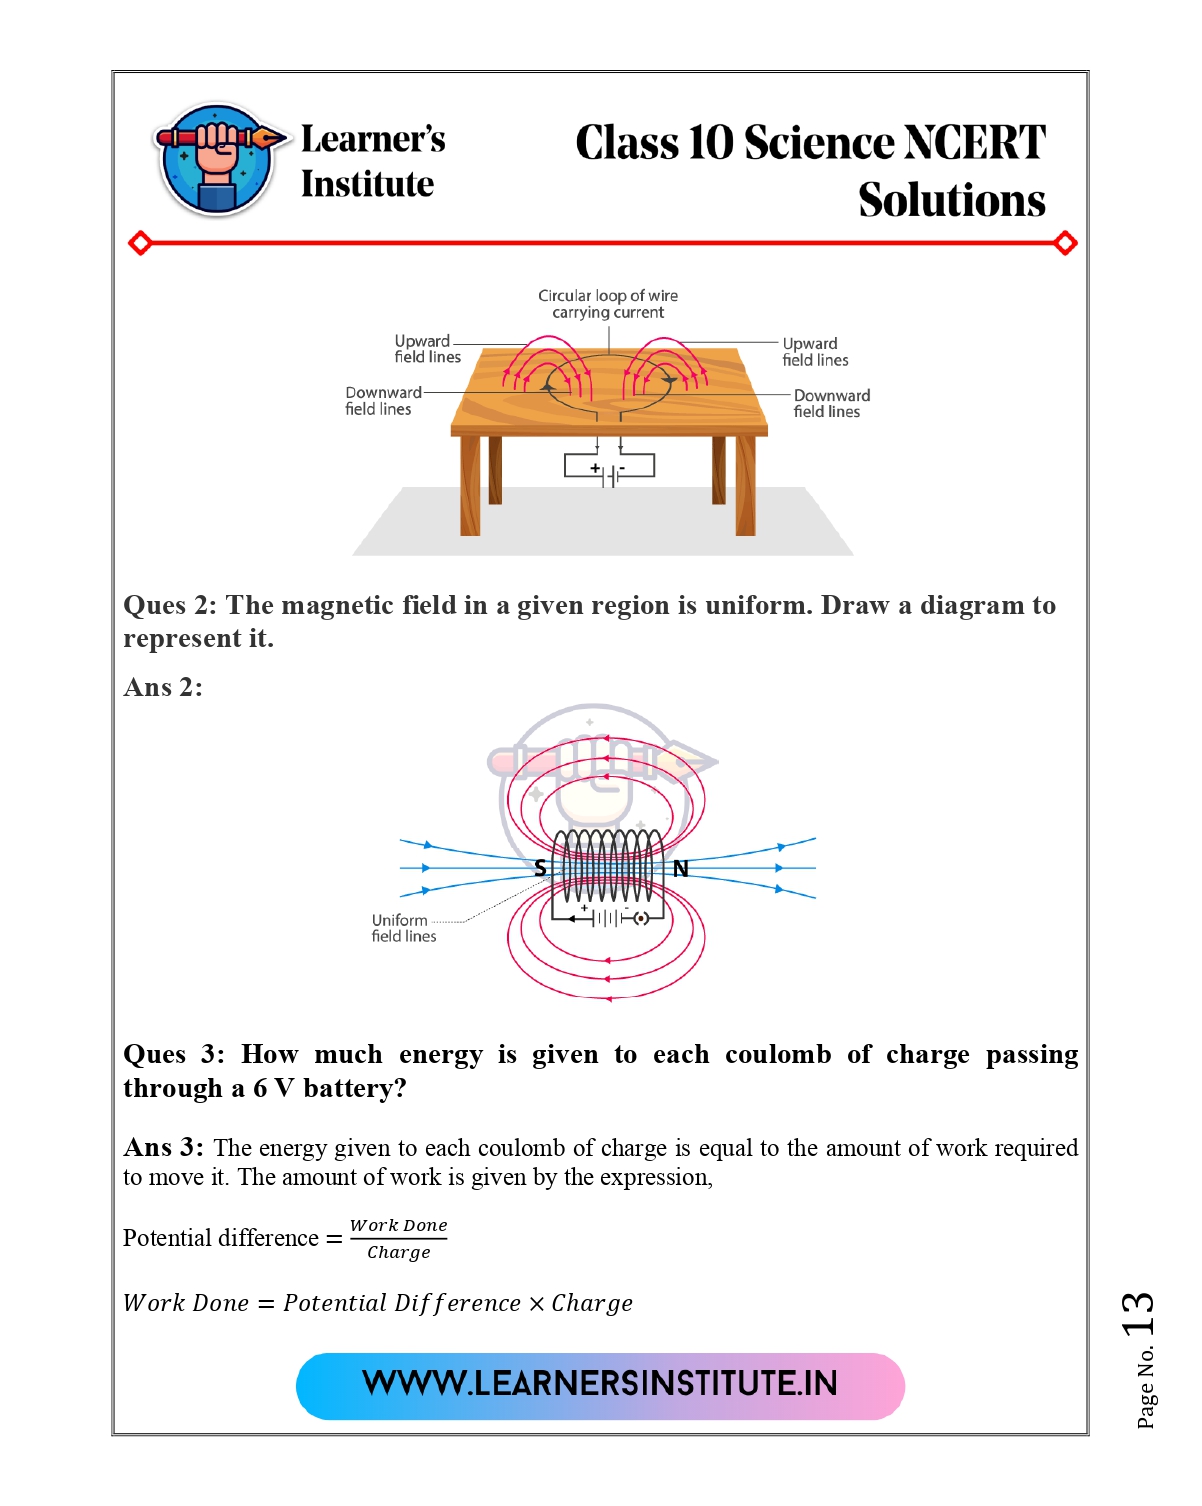 Learner's
Institute
Class 10 Science NCERT
Solutions
Circular loop of wire
carrying current
Upward
field lines
Upward
field lines
Downward
field lines
Downward
field lines
+ -
Ques 2: The magnetic field in a given region is uniform. Draw a diagram to
represent it.
Ans 2:
S N
+ -
Uniform
field lines
Ques 3: How much energy is given to each coulomb of charge passing
through a 6 V battery?
Ans 3: The energy given to each coulomb of charge is equal to the amount of work required
to move it. The amount of work is given by the expression,
Potential difference = Work Done / Charge
Work Done = Potential Difference × Charge
WWW.LEARNERSINSTITUTE.IN
Page No. 13